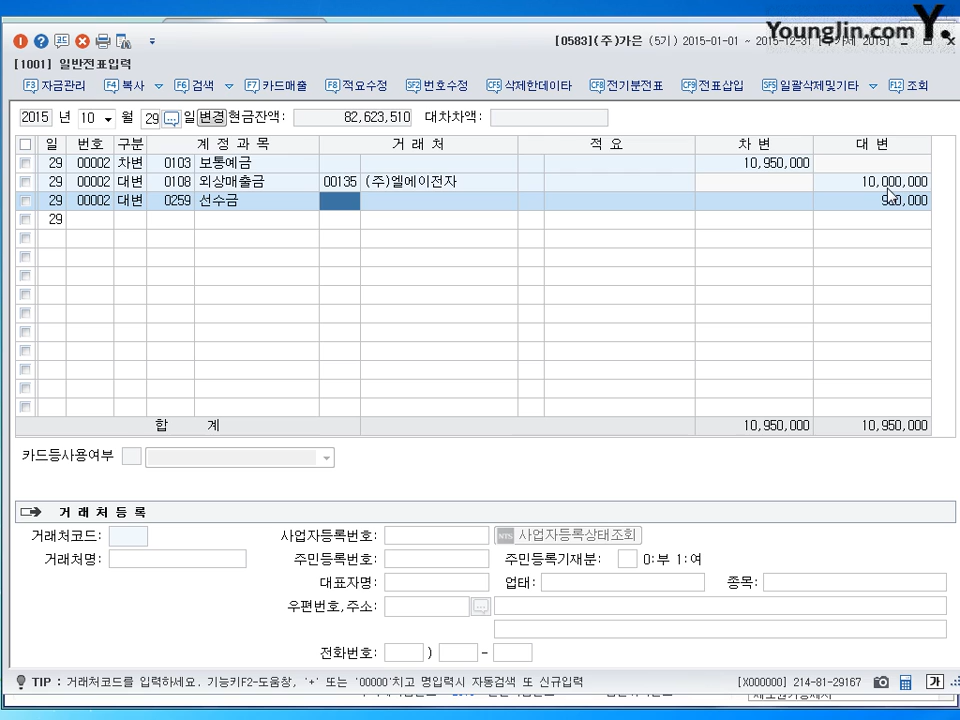 YoungJin.com Y.
[0583](주)가은 (5기) 2015-01-01 ~ 2015-12-31 2015]
[1001] 일반전표입력
F3 자금관리 F4 복사 F6 검색 F7 카드매출 F8 적요수정 SF2 번호수정 CF5 삭제한데이타 CF8 전기분전표 CF9 전표삽입 SF5 일괄삭제및기타 F12 조회
2015 년 10 월 29 일 변경 현금잔액: 82,623,510 대차차액:
일 번호 구분 계 정 과 목 거 래 처 적 요 차 변 대 변
29 00002 차변 0103 보통예금 10,950,000
29 00002 대변 0108 외상매출금 00135 (주)엘에이전자 10,000,000
29 00002 대변 0259 선수금 950,000
29
합 계 10,950,000 10,950,000
카드등사용여부
거 래 처 등 록
거래처코드: 사업자등록번호: NTS 사업자등록상태조회
거래처명: 주민등록번호: 주민등록기재분: 0:부 1:여
대표자명: 업태: 종목:
우편번호,주소:
전화번호: ) -
TIP : 거래처코드를 입력하세요. 기능키F2-도움창, '+' 또는 '00000'치고 명입력시 자동검색 또 신규입력 [X000000] 214-81-29167 가